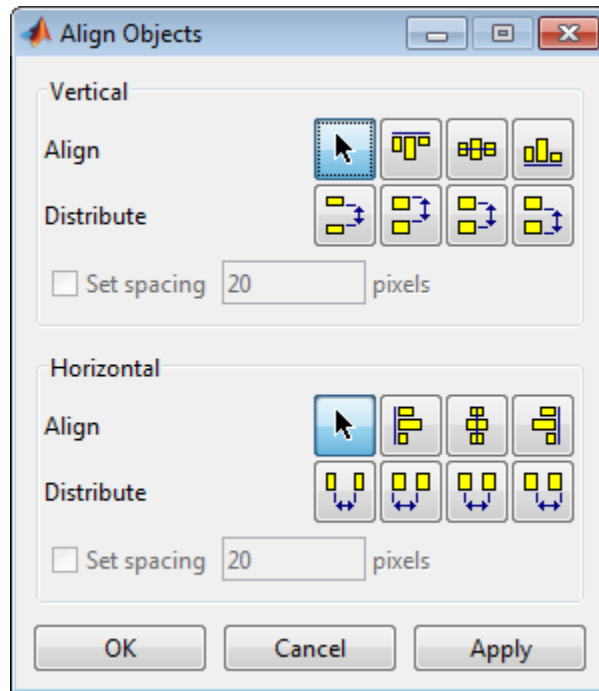 Align Objects
Vertical
Align
Distribute
Set spacing 20 pixels
Horizontal
Align
Distribute
Set spacing 20 pixels
OK Cancel Apply